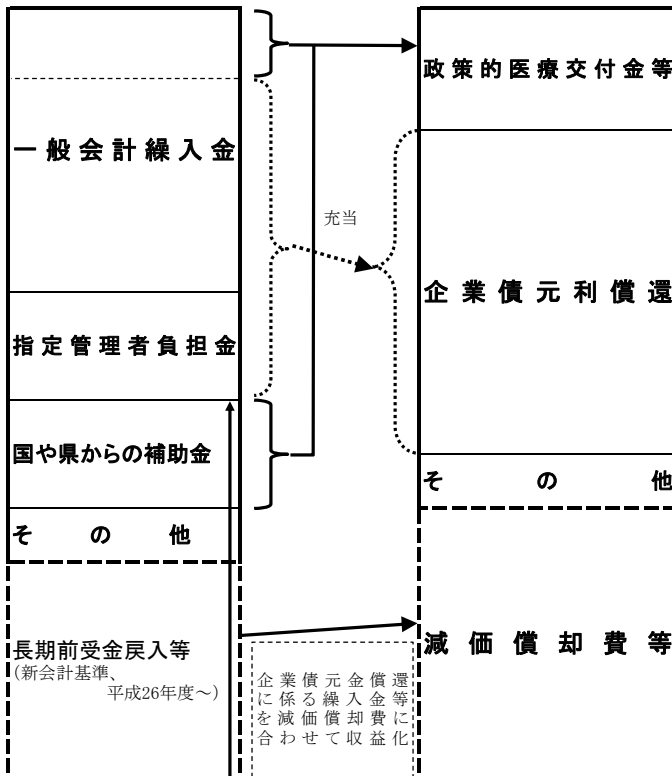 一般会計繰入金
指定管理者負担金
国や県からの補助金
その他
長期前受金戻入等
(新会計基準、
平成26年度～)
充当
企業債元金償還
に係る繰入金等
を減価償却費に
合わせて収益化
政策的医療交付金等
企業債元利償還
その他
減価償却費等